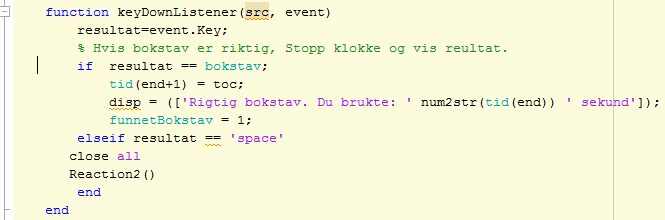 function keyDownListener(src, event)
resultat=event.Key;
% Hvis bokstav er riktig, Stopp klokke og vis reultat.
if  resultat == bokstav;
tid(end+1) = toc;
disp = (['Rigtig bokstav. Du brukte: ' num2str(tid(end)) ' sekund']);
funnetBokstav = 1;
elseif resultat == 'space'
close all
Reaction2()
end
end